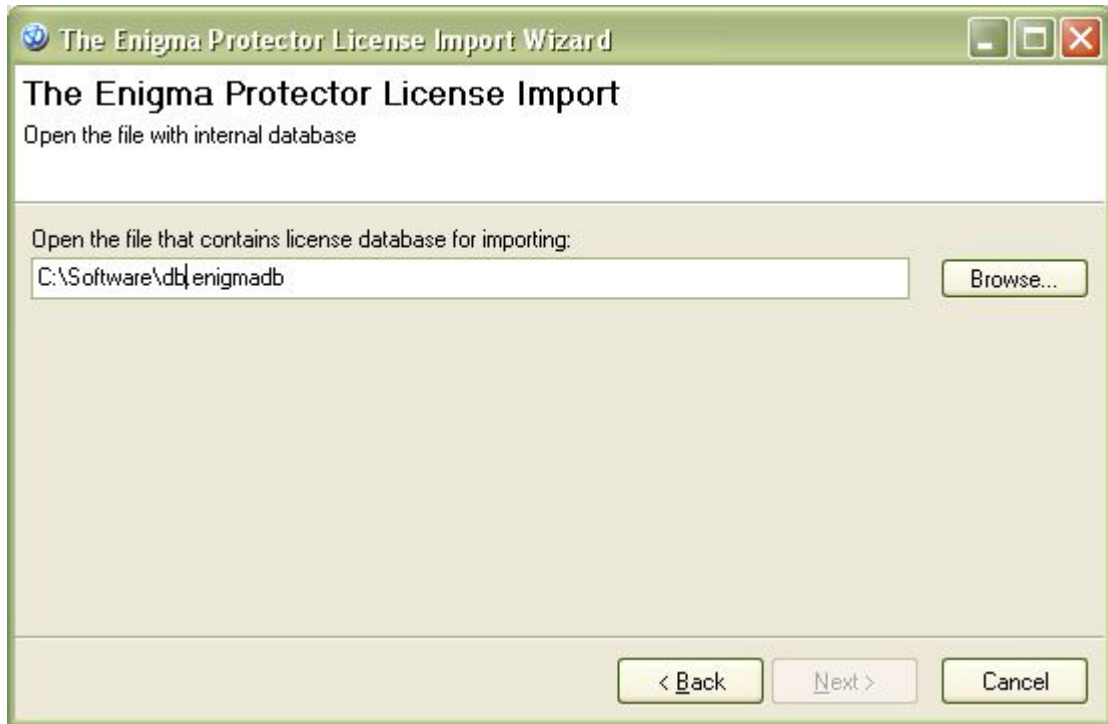 The Enigma Protector License Import Wizard
The Enigma Protector License Import
Open the file with internal database
Open the file that contains license database for importing:
C:\Software\db.enigmadb
Browse...
< Back
Next >
Cancel